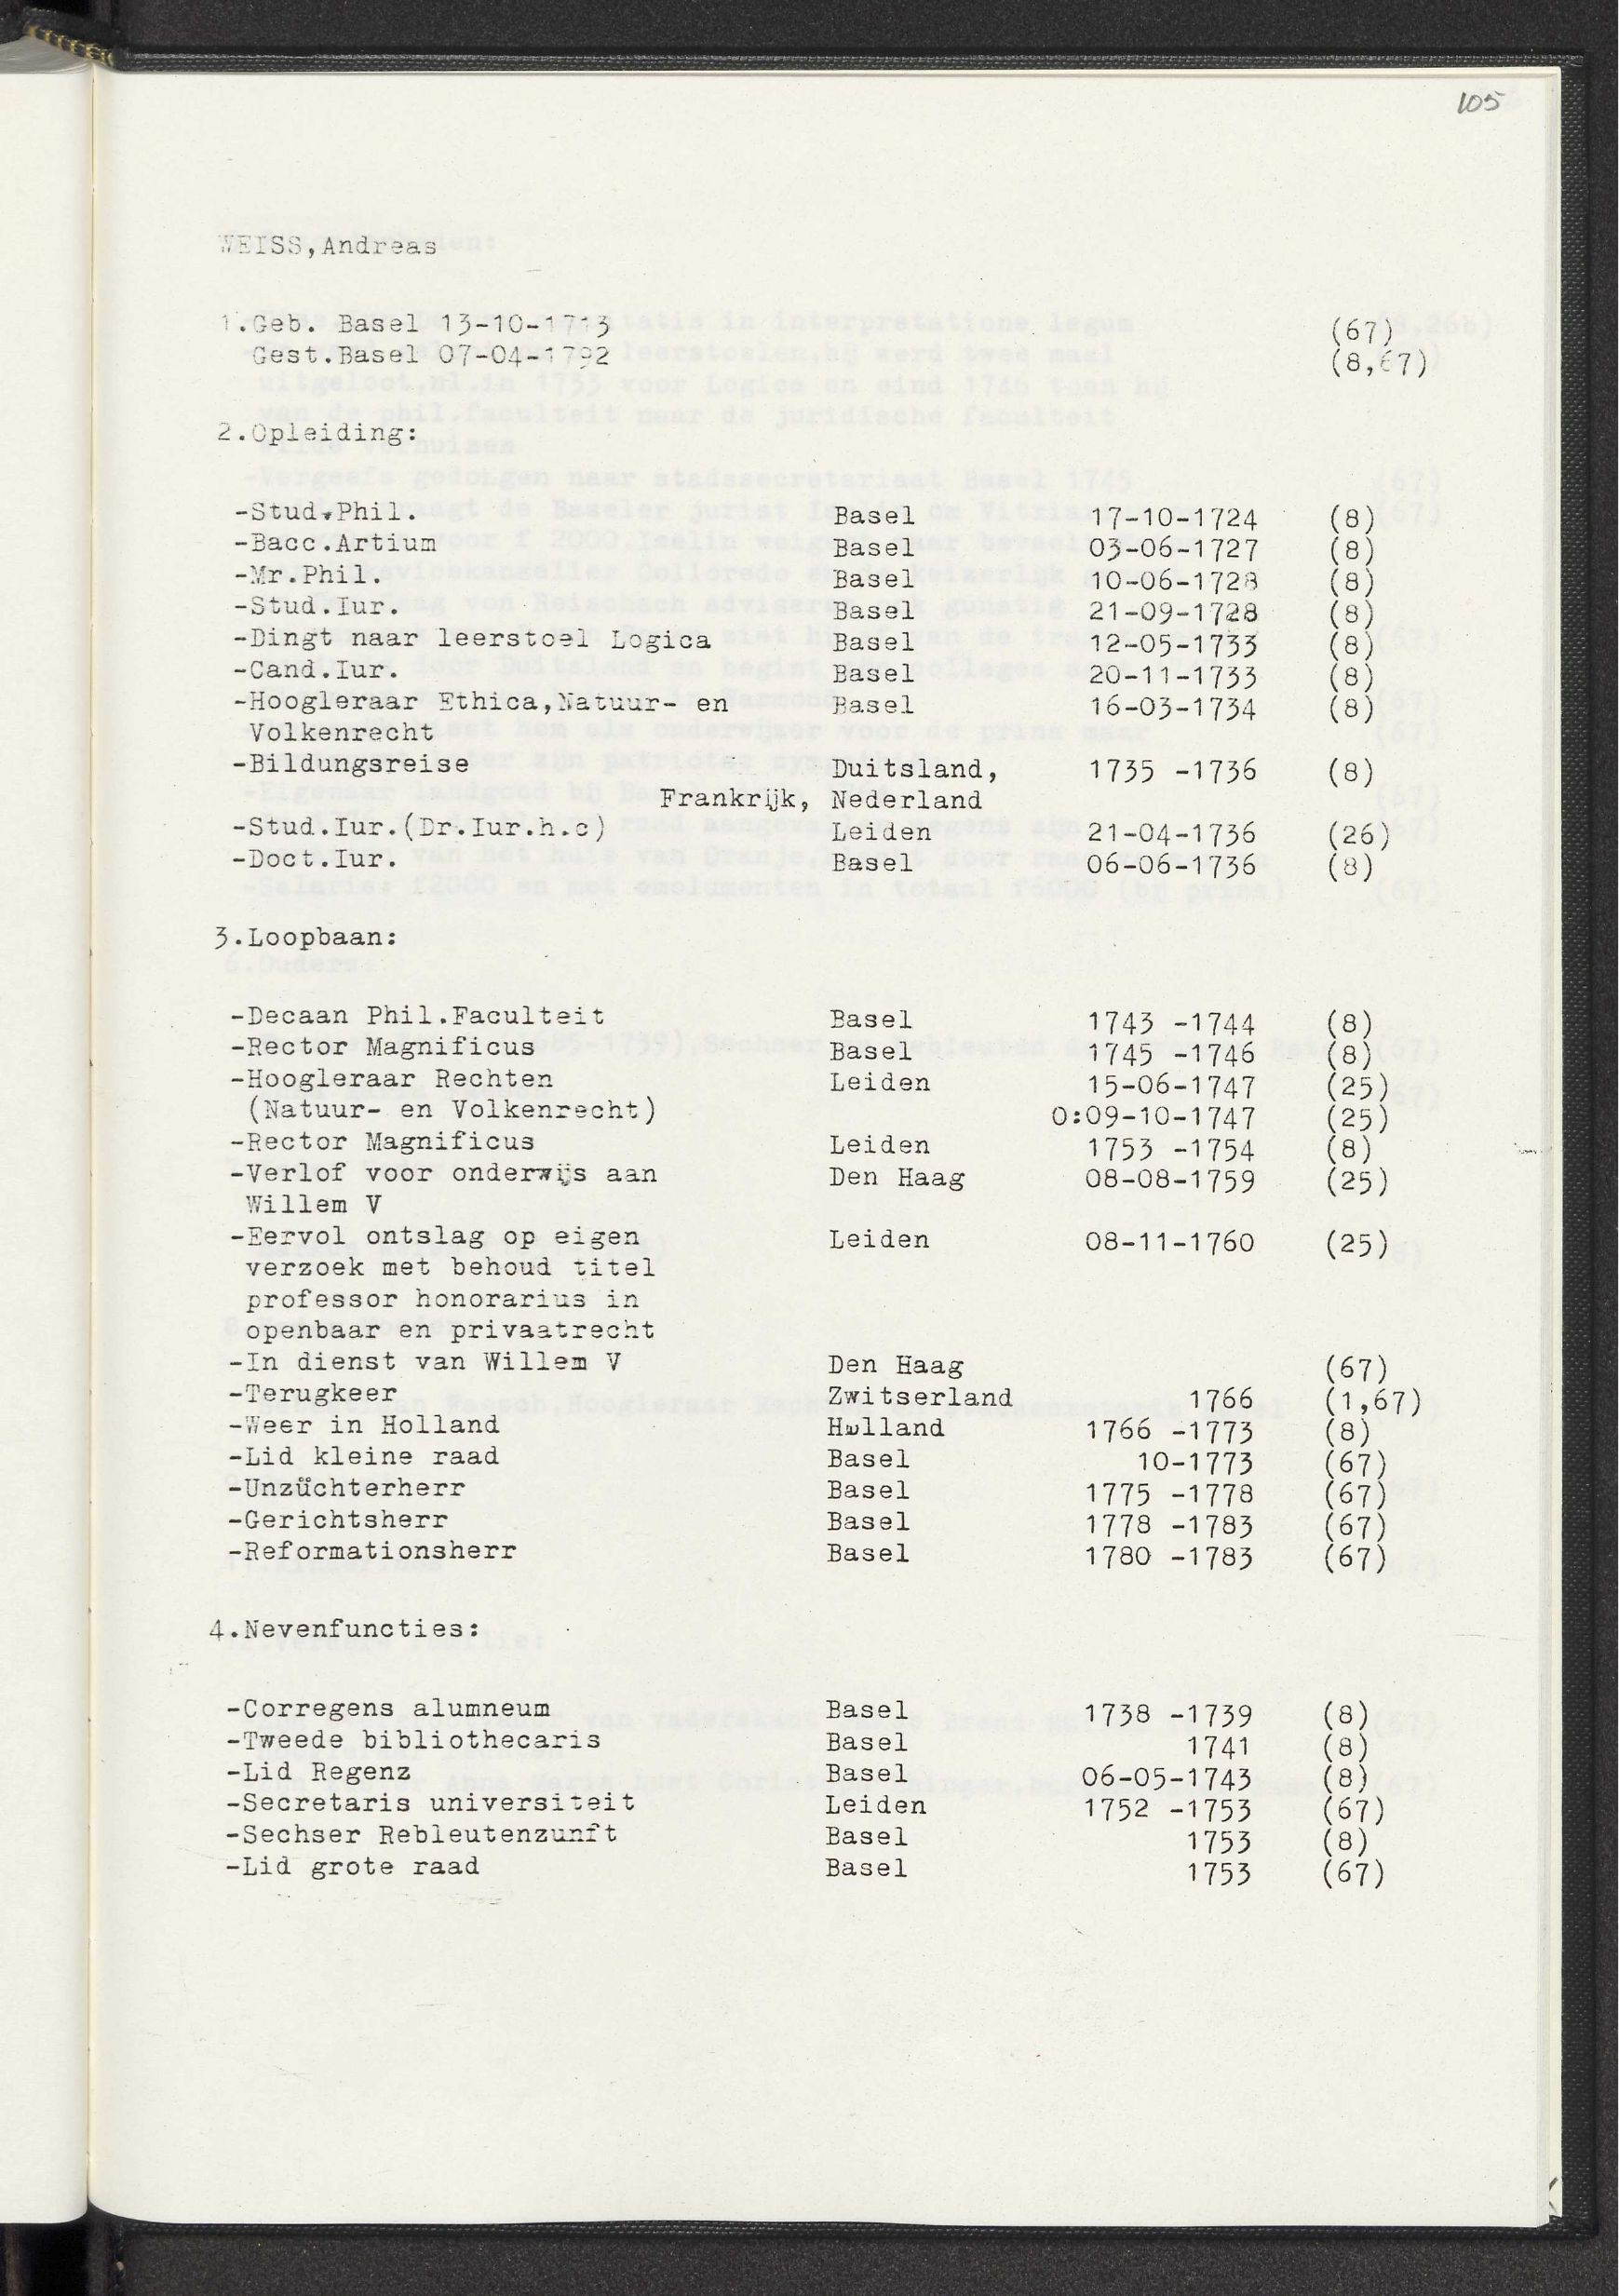 105
WEISS,Andreas
1.Geb. Basel 13-10-1713 (67)
Gest.Basel 07-04-1792 (8,67)
2.Opleiding:
-Stud.Phil. Basel 17-10-1724 (8)
-Bacc.Artium Basel 03-06-1727 (8)
-Mr.Phil. Basel 10-06-1728 (8)
-Stud.Iur. Basel 21-09-1728 (8)
-Dingt naar leerstoel Logica Basel 12-05-1733 (8)
-Cand.Iur. Basel 20-11-1733 (8)
-Hoogleraar Ethica,Natuur- en Basel 16-03-1734 (8)
Volkenrecht
-Bildungsreise Duitsland, 1735 -1736 (8)
Frankrijk, Nederland
-Stud.Iur.(Dr.Iur.h.c) Leiden 21-04-1736 (26)
-Doct.Iur. Basel 06-06-1736 (8)
3.Loopbaan:
-Decaan Phil.Faculteit Basel 1743 -1744 (8)
-Rector Magnificus Basel 1745 -1746 (8)
-Hoogleraar Rechten Leiden 15-06-1747 (25)
(Natuur- en Volkenrecht) O:09-10-1747 (25)
-Rector Magnificus Leiden 1753 -1754 (8)
-Verlof voor onderwijs aan Den Haag 08-08-1759 (25)
Willem V
-Eervol ontslag op eigen Leiden 08-11-1760 (25)
verzoek met behoud titel
professor honorarius in
openbaar en privaatrecht
-In dienst van Willem V Den Haag (67)
-Terugkeer Zwitserland 1766 (1,67)
-Weer in Holland Holland 1766 -1773 (8)
-Lid kleine raad Basel 10-1773 (67)
-Unzüchterherr Basel 1775 -1778 (67)
-Gerichtsherr Basel 1778 -1783 (67)
-Reformationsherr Basel 1780 -1783 (67)
4.Nevenfuncties:
-Corregens alumneum Basel 1738 -1739 (8)
-Tweede bibliothecaris Basel 1741 (8)
-Lid Regenz Basel 06-05-1743 (8)
-Secretaris universiteit Leiden 1752 -1753 (67)
-Sechser Rebleutenzunft Basel 1753 (8)
-Lid grote raad Basel 1753 (67)